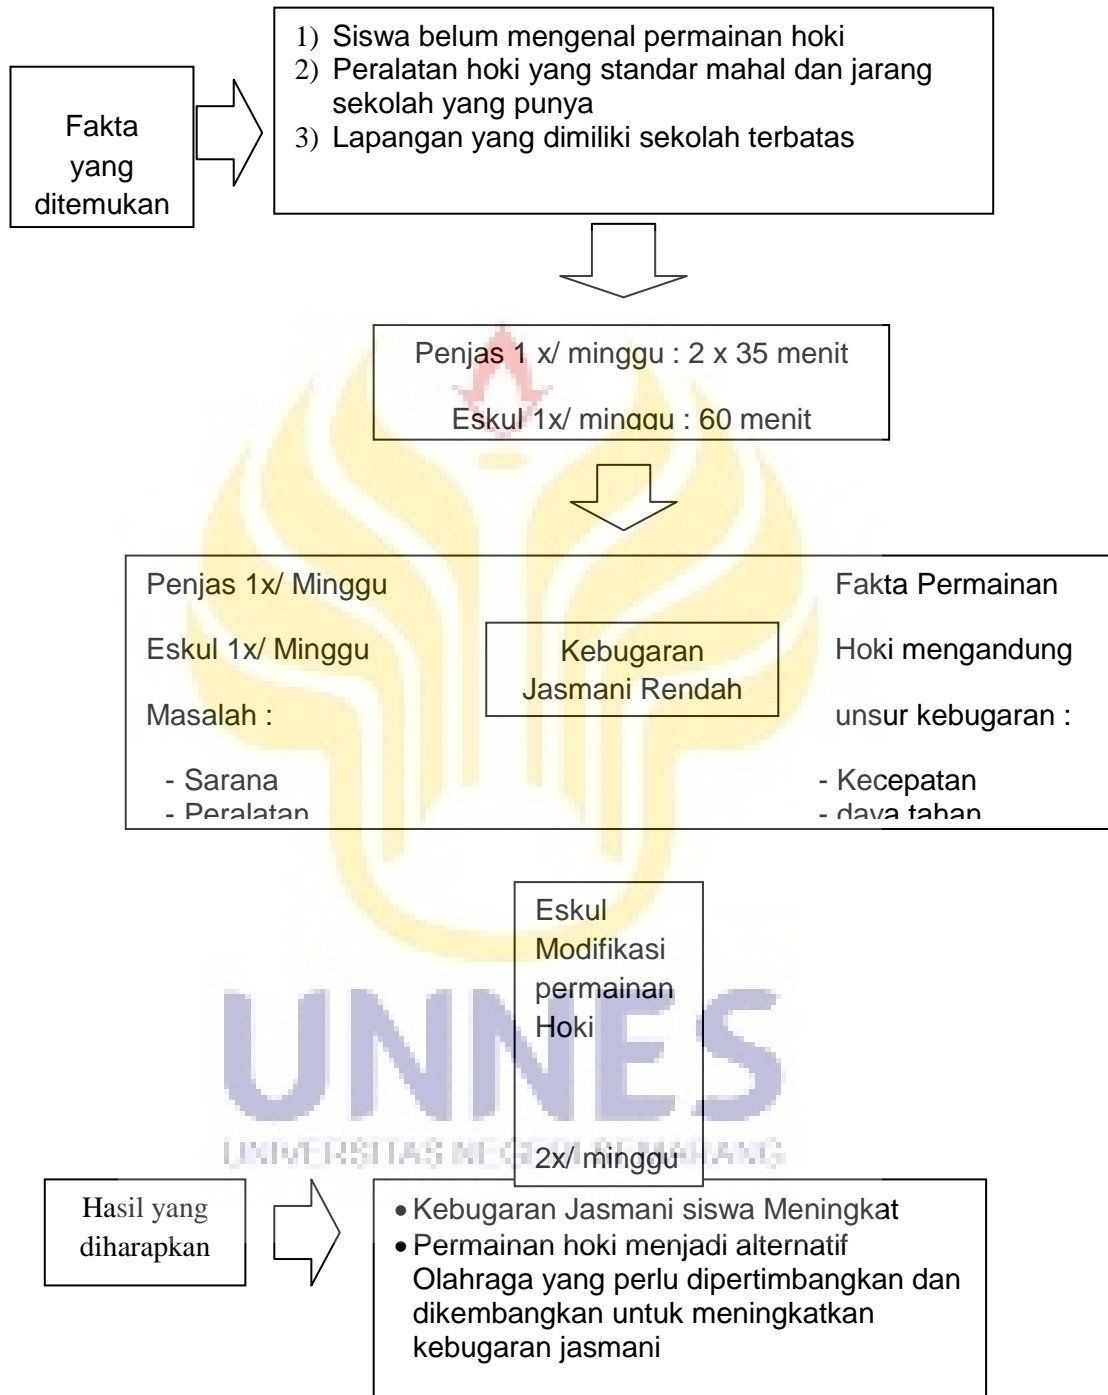 1) Siswa belum mengenal permainan hoki
2) Peralatan hoki yang standar mahal dan jarang
sekolah yang punya
3) Lapangan yang dimiliki sekolah terbatas
Fakta
yang
ditemukan
Penjas 1 x/ minggu : 2 x 35 menit
Eskul 1x/ minggu : 60 menit
Penjas 1x/ Minggu
Eskul 1x/ Minggu
Masalah :
- Sarana
- Peralatan
Kebugaran
Jasmani Rendah
Fakta Permainan
Hoki mengandung
unsur kebugaran :
- Kecepatan
- daya tahan
Eskul
Modifikasi
permainan
Hoki
2x/ minggu
UNNES
UNIVERSITAS NEGERI SEMARANG
Hasil yang
diharapkan
• Kebugaran Jasmani siswa Meningkat
• Permainan hoki menjadi alternatif
Olahraga yang perlu dipertimbangkan dan
dikembangkan untuk meningkatkan
kebugaran jasmani